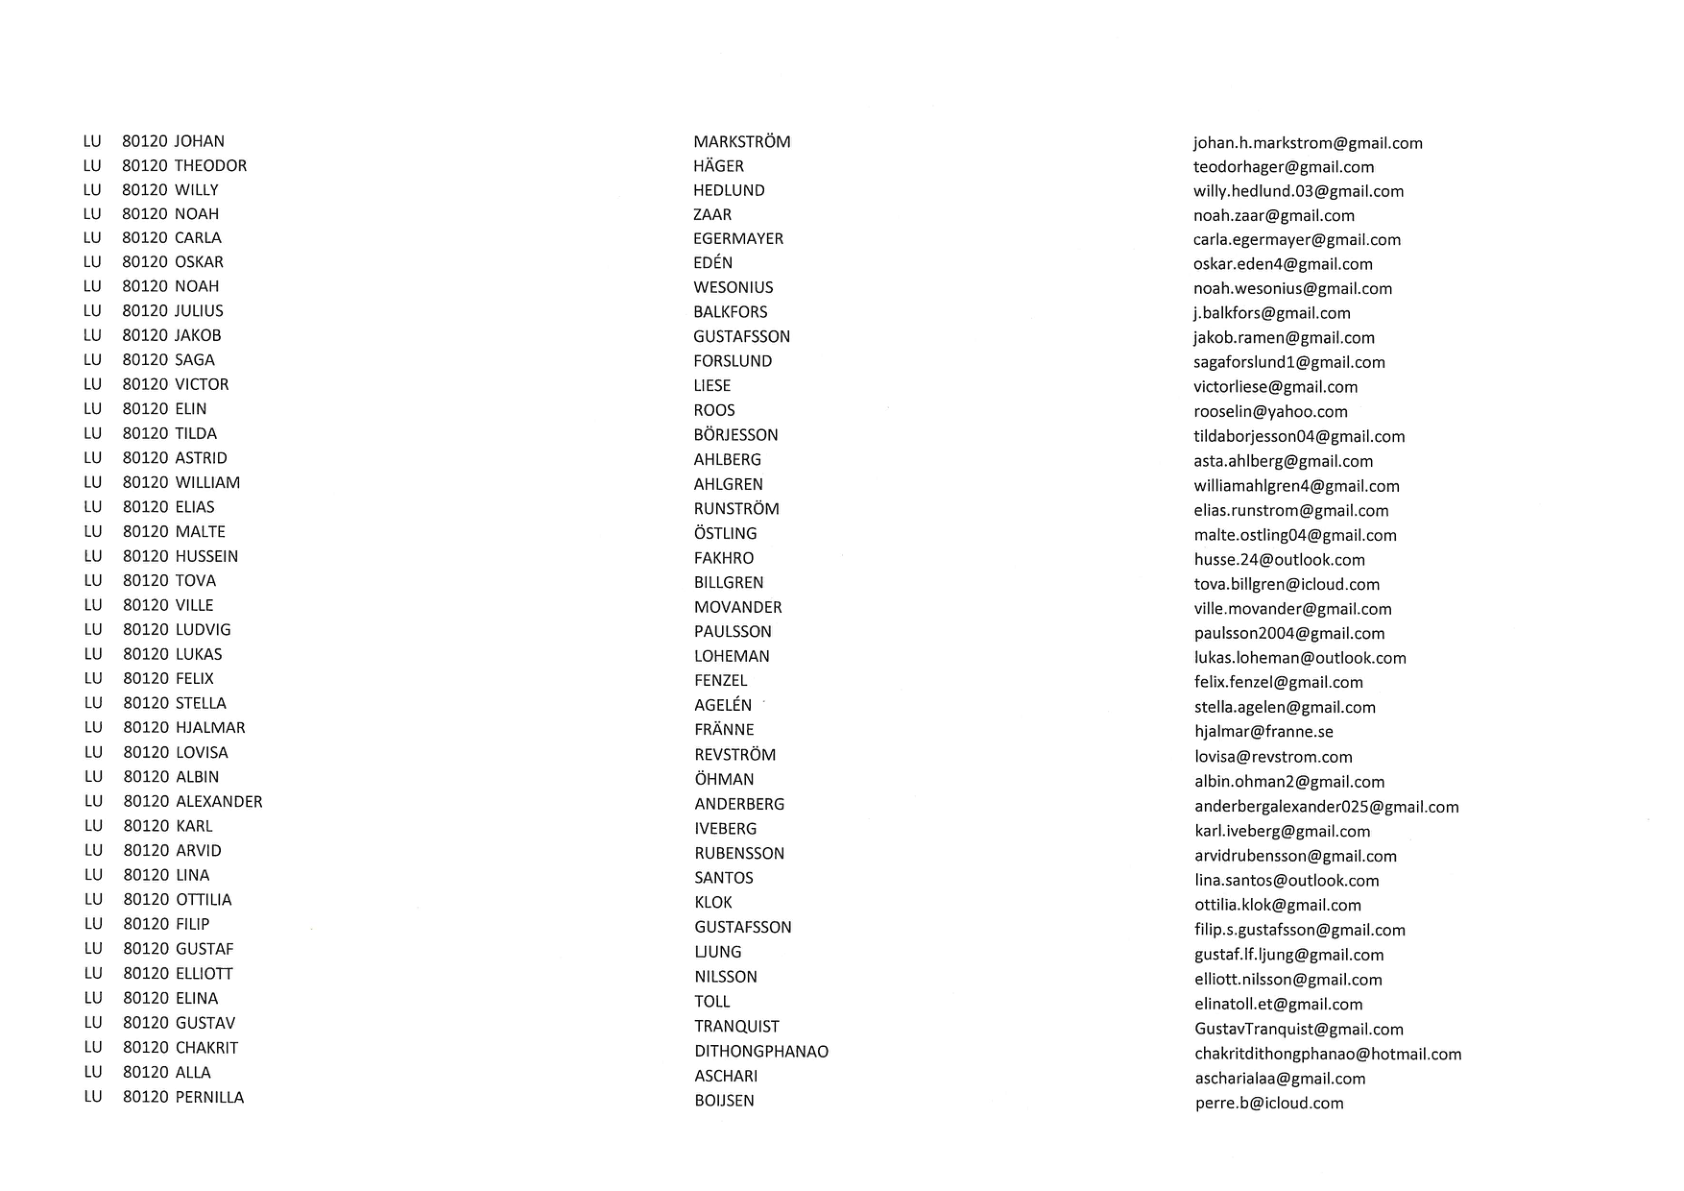 LU 80120 JOHAN MARKSTRÖM johan.h.markstrom@gmail.com
LU 80120 THEODOR HÄGER teodorhager@gmail.com
LU 80120 WILLY HEDLUND willy.hedlund.03@gmail.com
LU 80120 NOAH ZAAR noah.zaar@gmail.com
LU 80120 CARLA EGERMAYER carla.egermayer@gmail.com
LU 80120 OSKAR EDÉN oskar.eden4@gmail.com
LU 80120 NOAH WESONIUS noah.wesonius@gmail.com
LU 80120 JULIUS BALKFORS j.balkfors@gmail.com
LU 80120 JAKOB GUSTAFSSON jakob.ramen@gmail.com
LU 80120 SAGA FORSLUND sagaforslund1@gmail.com
LU 80120 VICTOR LIESE victorliese@gmail.com
LU 80120 ELIN ROOS rooselin@yahoo.com
LU 80120 TILDA BÖRJESSON tildaborjesson04@gmail.com
LU 80120 ASTRID AHLBERG asta.ahlberg@gmail.com
LU 80120 WILLIAM AHLGREN williamahlgren4@gmail.com
LU 80120 ELIAS RUNSTRÖM elias.runstrom@gmail.com
LU 80120 MALTE ÖSTLING malte.ostling04@gmail.com
LU 80120 HUSSEIN FAKHRO husse.24@outlook.com
LU 80120 TOVA BILLGREN tova.billgren@icloud.com
LU 80120 VILLE MOVANDER ville.movander@gmail.com
LU 80120 LUDVIG PAULSSON paulsson2004@gmail.com
LU 80120 LUKAS LOHEMAN lukas.loheman@outlook.com
LU 80120 FELIX FENZEL felix.fenzel@gmail.com
LU 80120 STELLA AGELÉN stella.agelen@gmail.com
LU 80120 HJALMAR FRÄNNE hjalmar@franne.se
LU 80120 LOVISA REVSTRÖM lovisa@revstrom.com
LU 80120 ALBIN ÖHMAN albin.ohman2@gmail.com
LU 80120 ALEXANDER ANDERBERG anderbergalexander025@gmail.com
LU 80120 KARL IVEBERG karl.iveberg@gmail.com
LU 80120 ARVID RUBENSSON arvidrubensson@gmail.com
LU 80120 LINA SANTOS lina.santos@outlook.com
LU 80120 OTTILIA KLOK ottilia.klok@gmail.com
LU 80120 FILIP GUSTAFSSON filip.s.gustafsson@gmail.com
LU 80120 GUSTAF LJUNG gustaf.lf.ljung@gmail.com
LU 80120 ELLIOTT NILSSON elliott.nilsson@gmail.com
LU 80120 ELINA TOLL elinatoll.et@gmail.com
LU 80120 GUSTAV TRANQUIST GustavTranquist@gmail.com
LU 80120 CHAKRIT DITHONGPHANAO chakritdithongphanao@hotmail.com
LU 80120 ALLA ASCHARI ascharialaa@gmail.com
LU 80120 PERNILLA BOIJSEN perre.b@icloud.com